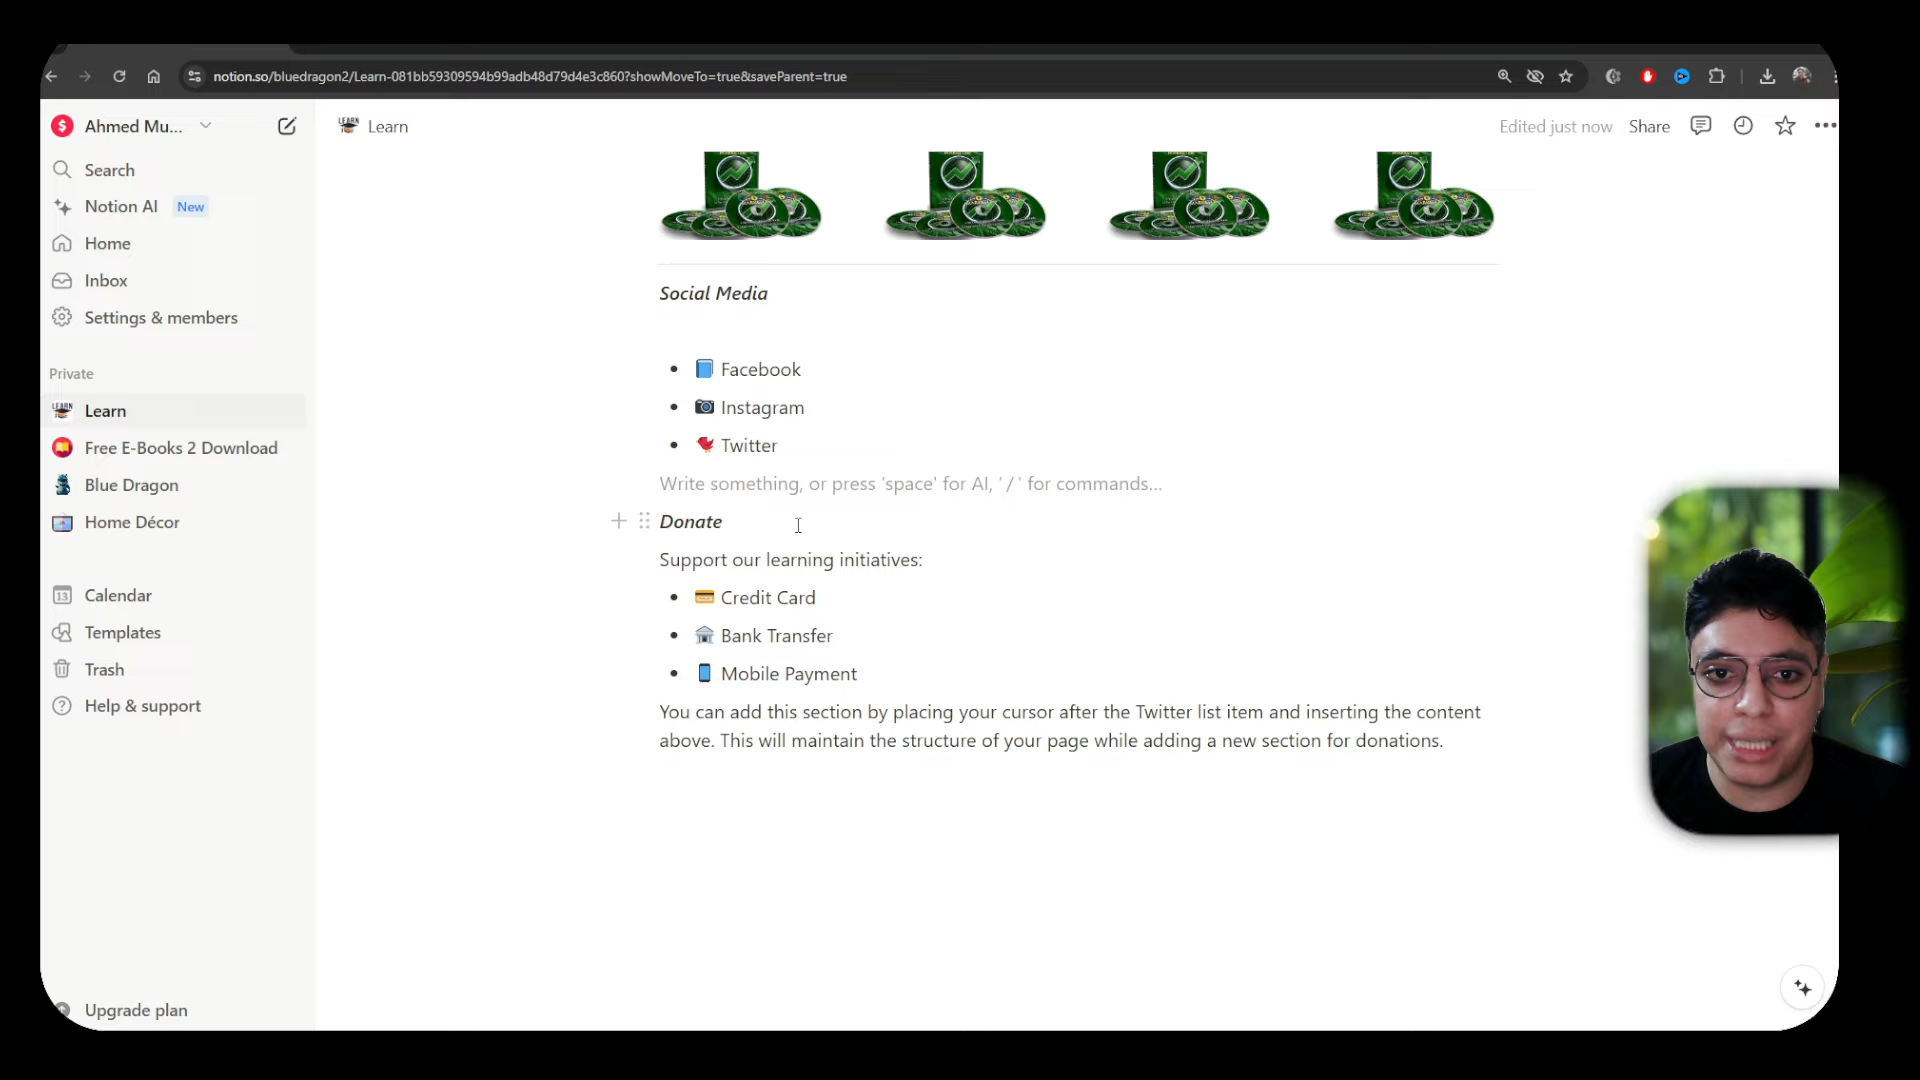 notion.so/bluedragon2/Learn-081bb59309594b99adb48d79d4e3c860?showMoveTo=true&saveParent=true
$ Ahmed Mu...
LEARN Learn
Edited just now Share
Search
Notion AI New
Home
Inbox
Settings & members
Private
LEARN Learn
Free E-Books 2 Download
Blue Dragon
Home Décor
13 Calendar
Templates
Trash
Help & support
Upgrade plan
Social Media
Facebook
Instagram
Twitter
Write something, or press 'space' for AI, '/' for commands...
Donate
Support our learning initiatives:
Credit Card
Bank Transfer
Mobile Payment
You can add this section by placing your cursor after the Twitter list item and inserting the content
above. This will maintain the structure of your page while adding a new section for donations.